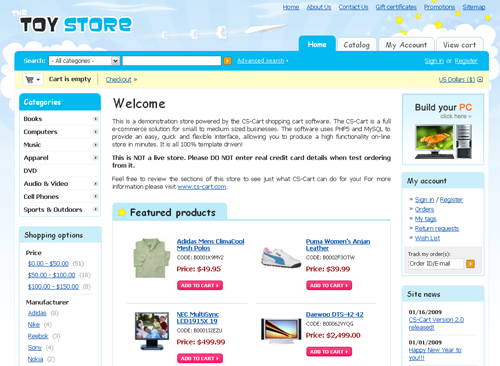 Home About Us Contact Us Gift certificates Promotions Sitemap
THE
TOY STORE
Home Catalog My Account View cart
Search: - All categories - Advanced search Sign in or Register
Cart is empty Checkout » US Dollars ($)
Categories
Books
Computers
Music
Apparel
DVD
Audio & Video
Cell Phones
Sports & Outdoors
Shopping options
Price
$0.00 - $50.00 (51)
$50.00 - $100.00 (18)
$100.00 - $150.00 (8)
Manufacturer
Adidas (8)
Nike (4)
Reebok (3)
Sony (4)
Nokia (2)
Welcome
This is a demonstration store powered by the CS-Cart shopping cart software. The CS-Cart is a full
e-commerce solution for small to medium sized businesses. The software uses PHP5 and MySQL to
provide an easy, quick and flexible interface, allowing you to produce a high functionality on-line
store in minutes. It is all 100% template driven!
This is NOT a live store. Please DO NOT enter real credit card details when test ordering
from it.
Feel free to review the sections of this store to see just what CS-Cart can do for you! For more
information please visit www.cs-cart.com.
Featured products
Adidas Mens ClimaCool
Mesh Polos
CODE: B0001K9MV2
Price: $49.95
ADD TO CART
Puma Women's Anjan
Leather
CODE: B0002F3OTW
Price: $39.99
ADD TO CART
NEC MultiSync
LCD1915X 19
Price: $499.99
ADD TO CART
Daewoo DTS-42 42
CODE: B00062VYQG
Price: $2,499.00
ADD TO CART
Build your PC
click here »
My account
» Sign in / Register
» Orders
» My tags
» Return requests
» Wish List
Track my order(s):
Order ID/E-mail
Site news
01/16/2009
CS-Cart Version 2.0
released!
01/01/2009
Happy New Year to
you!!!